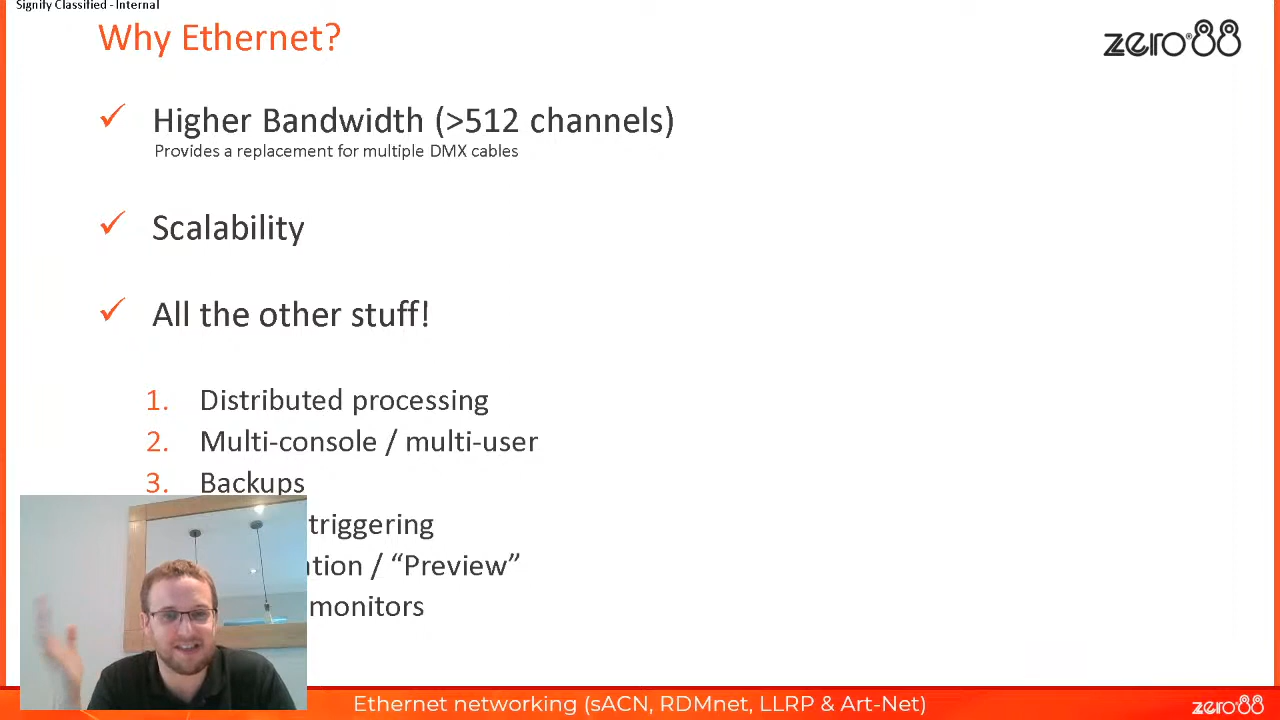 Signify Classified - Internal
Why Ethernet?
zero®88
✓ Higher Bandwidth (>512 channels)
Provides a replacement for multiple DMX cables
✓ Scalability
✓ All the other stuff!
1. Distributed processing
2. Multi-console / multi-user
3. Backups
triggering
/ “Preview”
monitors
Ethernet networking (sACN, RDMnet, LLRP & Art-Net)
zero88